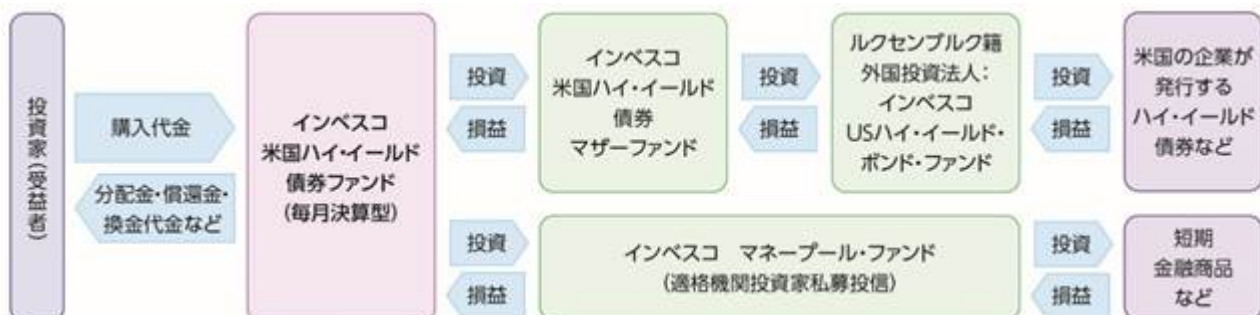 投資家(受益者)
購入代金
分配金・償還金・
換金代金など
インベスコ
米国ハイ・イールド
債券ファンド
(毎月決算型)
投資
損益
インベスコ
米国ハイ・イールド
債券
マザーファンド
投資
損益
ルクセンブルク籍
外国投資法人:
インベスコ
USハイ・イールド・
ボンド・ファンド
投資
損益
米国の企業が
発行する
ハイ・イールド
債券など
投資
損益
インベスコ マネープール・ファンド
(適格機関投資家私募投信)
投資
損益
短期
金融商品
など